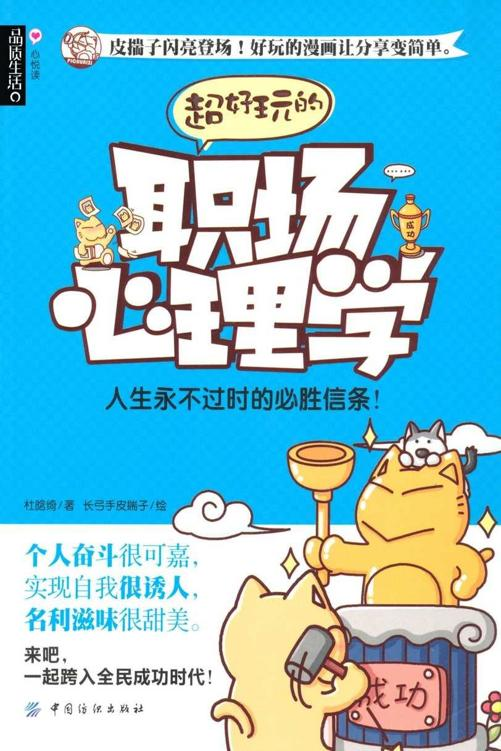 品质生活
心悦读
PICHUAIZI
皮揣子闪亮登场!好玩的漫画让分享变简单。
超好玩的
职场
心理学
成功
人生永不过时的必胜信条!
杜晗绮/著 长弓手皮揣子/绘
个人奋斗很可嘉,
实现自我很诱人,
名利滋味很甜美。
来吧,
一起跨入全民成功时代!
成功
中国纺织出版社